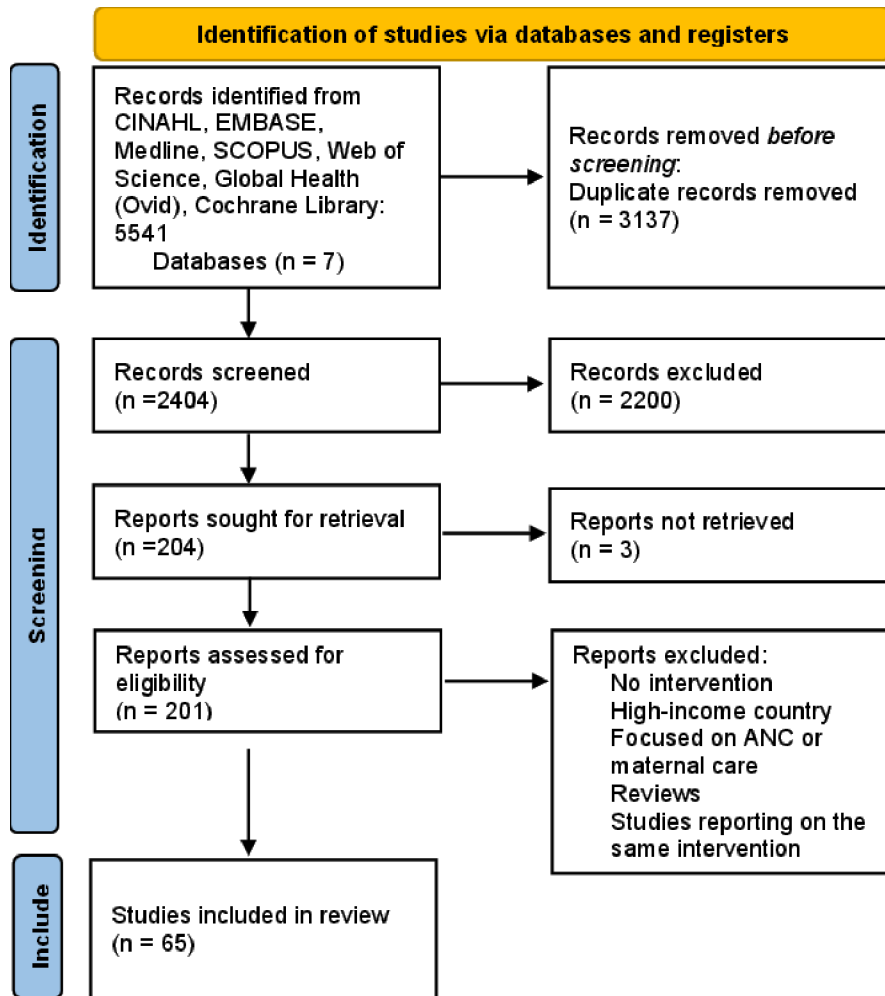 Identification of studies via databases and registers
Identification
Records identified from
CINAHL, EMBASE,
Medline, SCOPUS, Web of
Science, Global Health
(Ovid), Cochrane Library:
5541
Databases (n = 7)
Records removed before
screening:
Duplicate records removed
(n = 3137)
Screening
Records screened
(n =2404)
Records excluded
(n = 2200)
Reports sought for retrieval
(n =204)
Reports not retrieved
(n = 3)
Reports assessed for
eligibility
(n = 201)
Reports excluded:
No intervention
High-income country
Focused on ANC or
maternal care
Reviews
Studies reporting on the
same intervention
Include
Studies included in review
(n = 65)